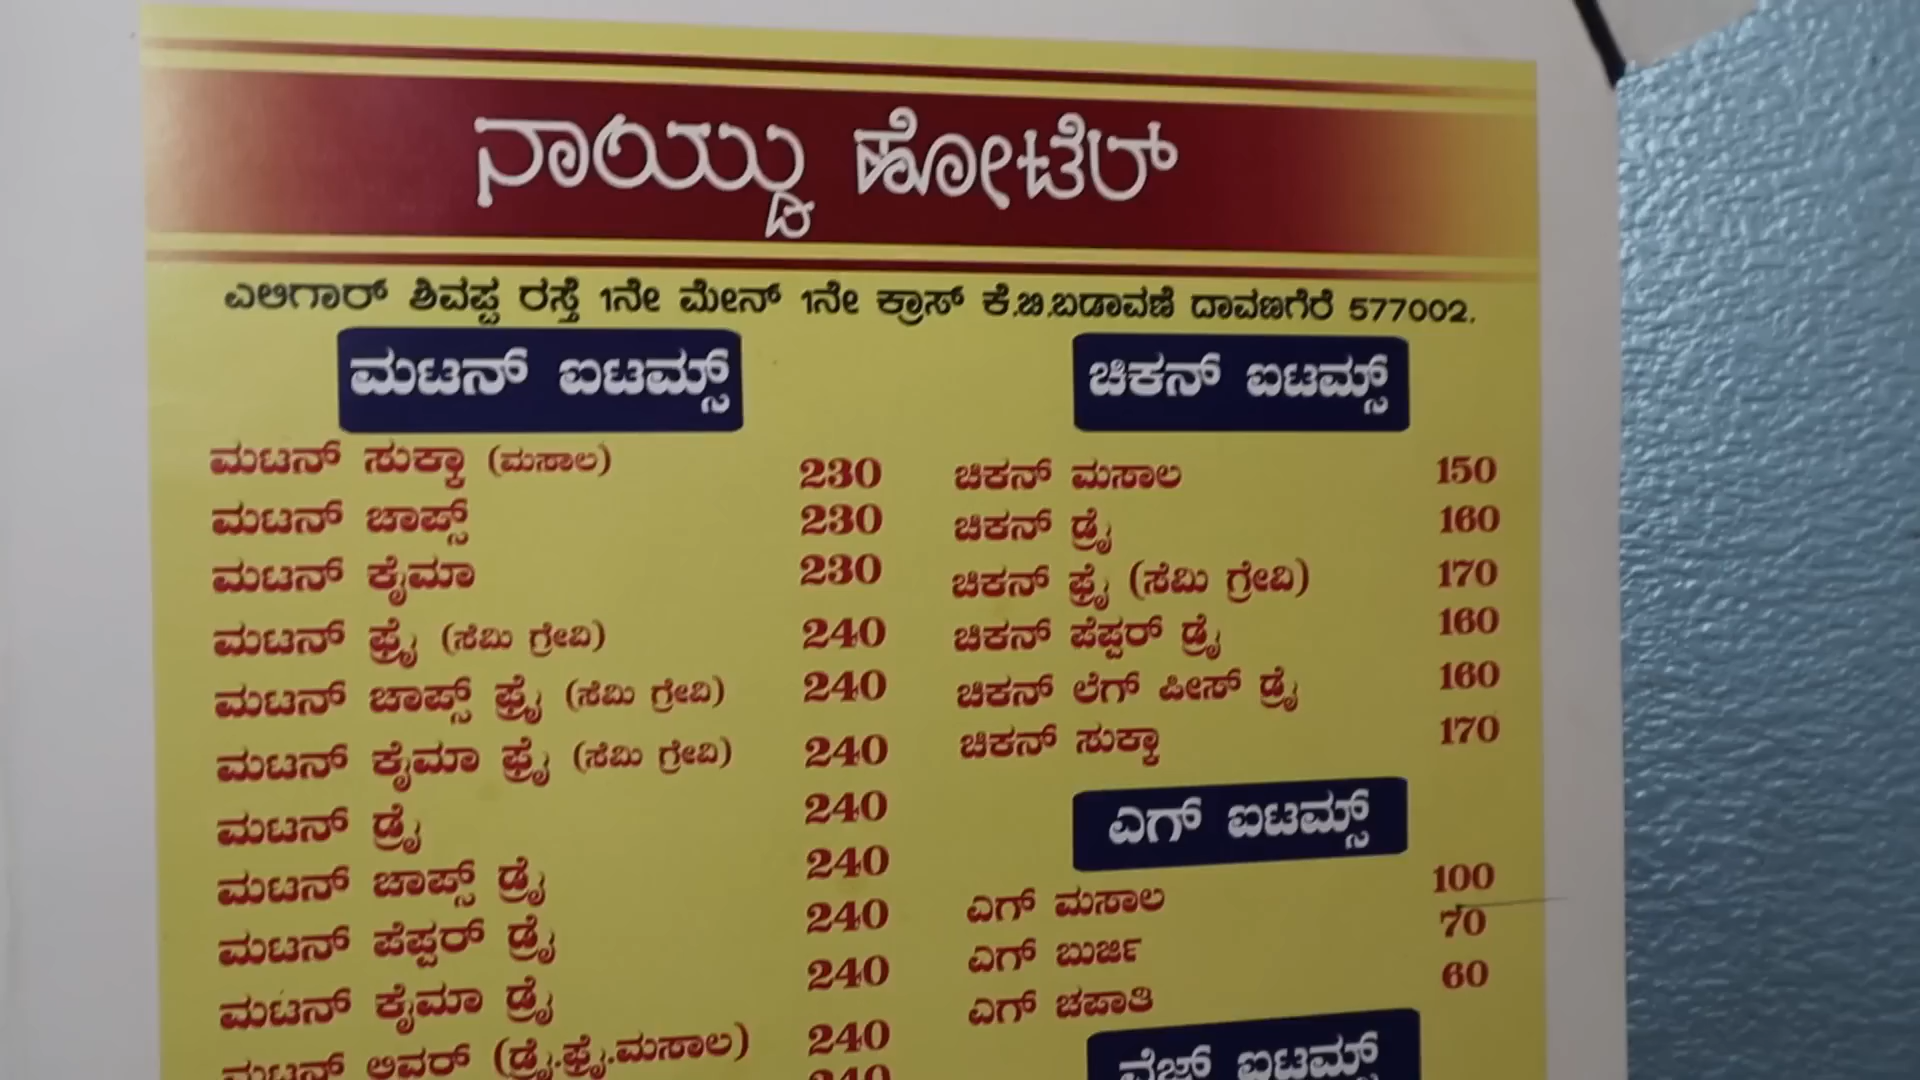 ನಾಯ್ಡು ಹೋಟೆಲ್
ಎಲಿಗಾರ್ ಶಿವಪ್ಪ ರಸ್ತೆ 1ನೇ ಮೇನ್ 1ನೇ ಕ್ರಾಸ್ ಕೆ.ಬಿ.ಬಡಾವಣೆ ದಾವಣಗೆರೆ 577002.
ಮಟನ್ ಐಟಮ್ಸ್
ಮಟನ್ ಸುಕ್ಕಾ (ಮಸಾಲ) 230
ಮಟನ್ ಚಾಪ್ಸ್ 230
ಮಟನ್ ಕೈಮಾ 230
ಮಟನ್ ಫ್ರೈ (ಸೆಮಿ ಗ್ರೇವಿ) 240
ಮಟನ್ ಚಾಪ್ಸ್ ಫ್ರೈ (ಸೆಮಿ ಗ್ರೇವಿ) 240
ಮಟನ್ ಕೈಮಾ ಫ್ರೈ (ಸೆಮಿ ಗ್ರೇವಿ) 240
ಮಟನ್ ಡ್ರೈ 240
ಮಟನ್ ಚಾಪ್ಸ್ ಡ್ರೈ 240
ಮಟನ್ ಪೆಪ್ಪರ್ ಡ್ರೈ 240
ಮಟನ್ ಕೈಮಾ ಡ್ರೈ 240
ಮಟನ್ ಲಿವರ್ (ಡ್ರೈ.ಫ್ರೈ.ಮಸಾಲ) 240
240
ಚಿಕನ್ ಐಟಮ್ಸ್
ಚಿಕನ್ ಮಸಾಲ 150
ಚಿಕನ್ ಡ್ರೈ 160
ಚಿಕನ್ ಫ್ರೈ (ಸೆಮಿ ಗ್ರೇವಿ) 170
ಚಿಕನ್ ಪೆಪ್ಪರ್ ಡ್ರೈ 160
ಚಿಕನ್ ಲೆಗ್ ಪೀಸ್ ಡ್ರೈ 160
ಚಿಕನ್ ಸುಕ್ಕಾ 170
ಎಗ್ ಐಟಮ್ಸ್
ಎಗ್ ಮಸಾಲ 100
ಎಗ್ ಬುರ್ಜಿ 70
ಎಗ್ ಚಪಾತಿ 60
ವೆಜ್ ಐಟಮ್ಸ್